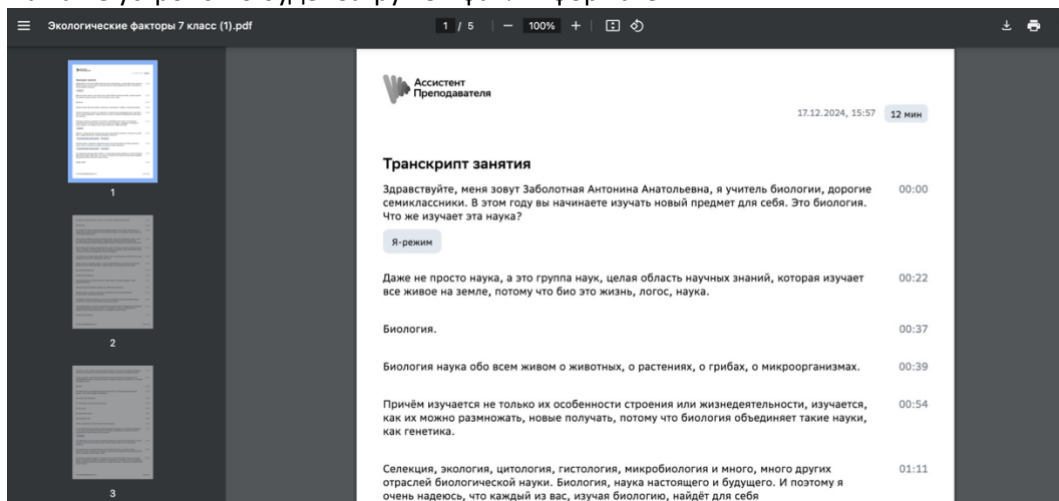 Экологические факторы 7 класс (1).pdf
1 / 5
100%
Ассистент
Преподавателя
17.12.2024, 15:57
12 мин
Транскрипт занятия
Здравствуйте, меня зовут Заболотная Антонина Анатольевна, я учитель биологии, дорогие 00:00
семиклассники. В этом году вы начинаете изучать новый предмет для себя. Это биология.
Что же изучает эта наука?
Я-режим
Даже не просто наука, а это группа наук, целая область научных знаний, которая изучает 00:22
все живое на земле, потому что био это жизнь, логос, наука.
Биология. 00:37
Биология наука обо всем живом о животных, о растениях, о грибах, о микроорганизмах. 00:39
Причём изучается не только их особенности строения или жизнедеятельности, изучается, 00:54
как их можно размножать, новые получать, потому что биология объединяет такие науки,
как генетика.
Селекция, экология, цитология, гистология, микробиология и много, много других 01:11
отраслей биологической науки. Биология, наука настоящего и будущего. И поэтому я
очень надеюсь, что каждый из вас, изучая биологию, найдёт для себя
1
2
3